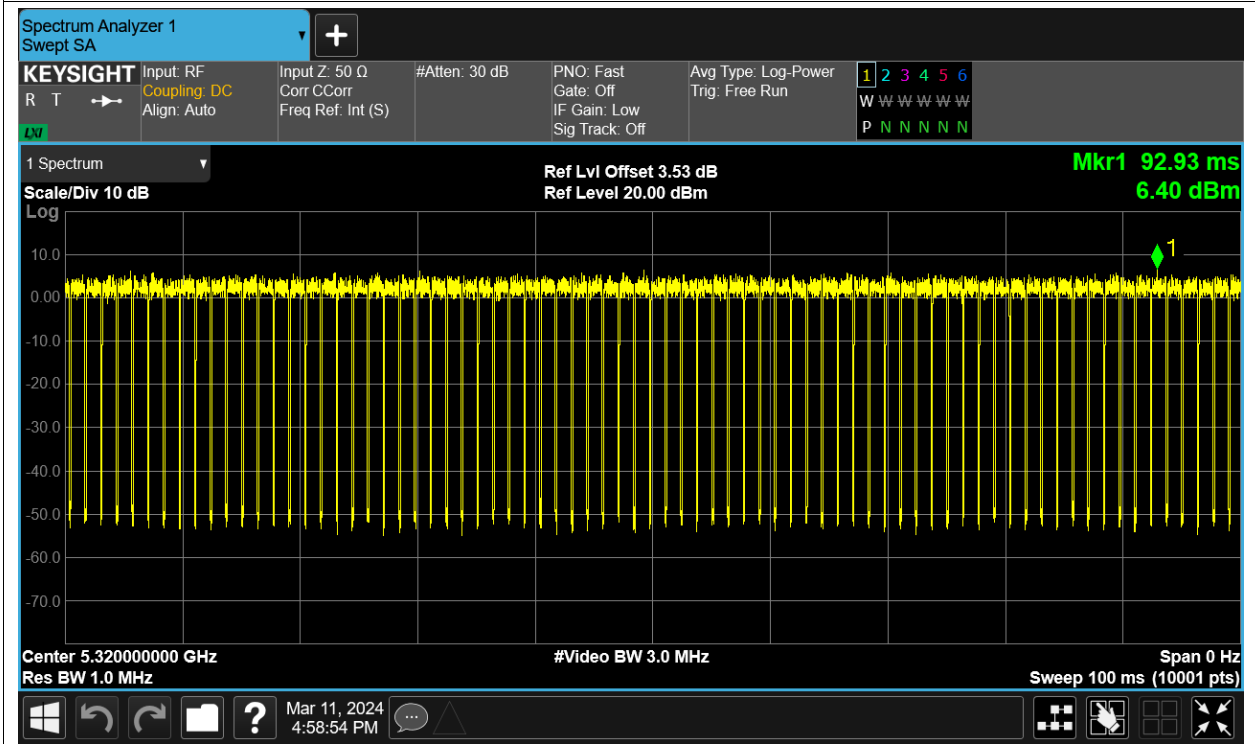 Spectrum Analyzer 1
Swept SA
+
KEYSIGHT
R T
LXI
Input: RF
Coupling: DC
Align: Auto
Input Z: 50 Ω
Corr CCorr
Freq Ref: Int (S)
#Atten: 30 dB
PNO: Fast
Gate: Off
IF Gain: Low
Sig Track: Off
Avg Type: Log-Power
Trig: Free Run
1 2 3 4 5 6
W W W W W W
P N N N N N
1 Spectrum
Scale/Div 10 dB
Log
Ref Lvl Offset 3.53 dB
Ref Level 20.00 dBm
Mkr1 92.93 ms
6.40 dBm
1
10.0
0.00
-10.0
-20.0
-30.0
-40.0
-50.0
-60.0
-70.0
Center 5.320000000 GHz
Res BW 1.0 MHz
#Video BW 3.0 MHz
Span 0 Hz
Sweep 100 ms (10001 pts)
?
Mar 11, 2024
4:58:54 PM